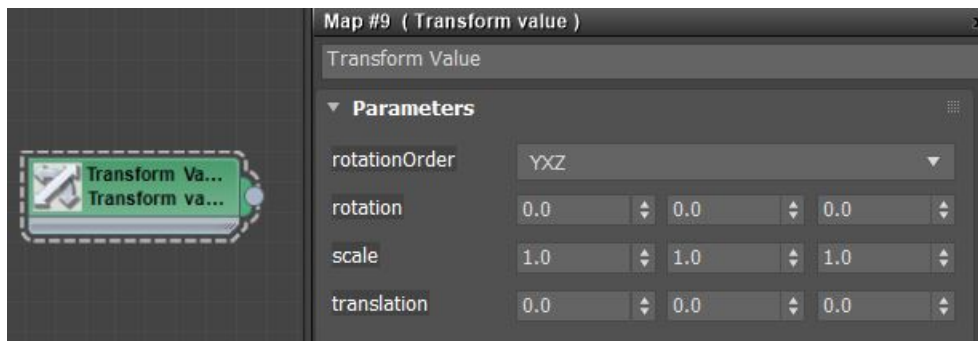 Map #9 ( Transform value )
Transform Value
Parameters
rotationOrder YXZ
rotation 0.0 0.0 0.0
scale 1.0 1.0 1.0
translation 0.0 0.0 0.0
Transform Va...
Transform va...